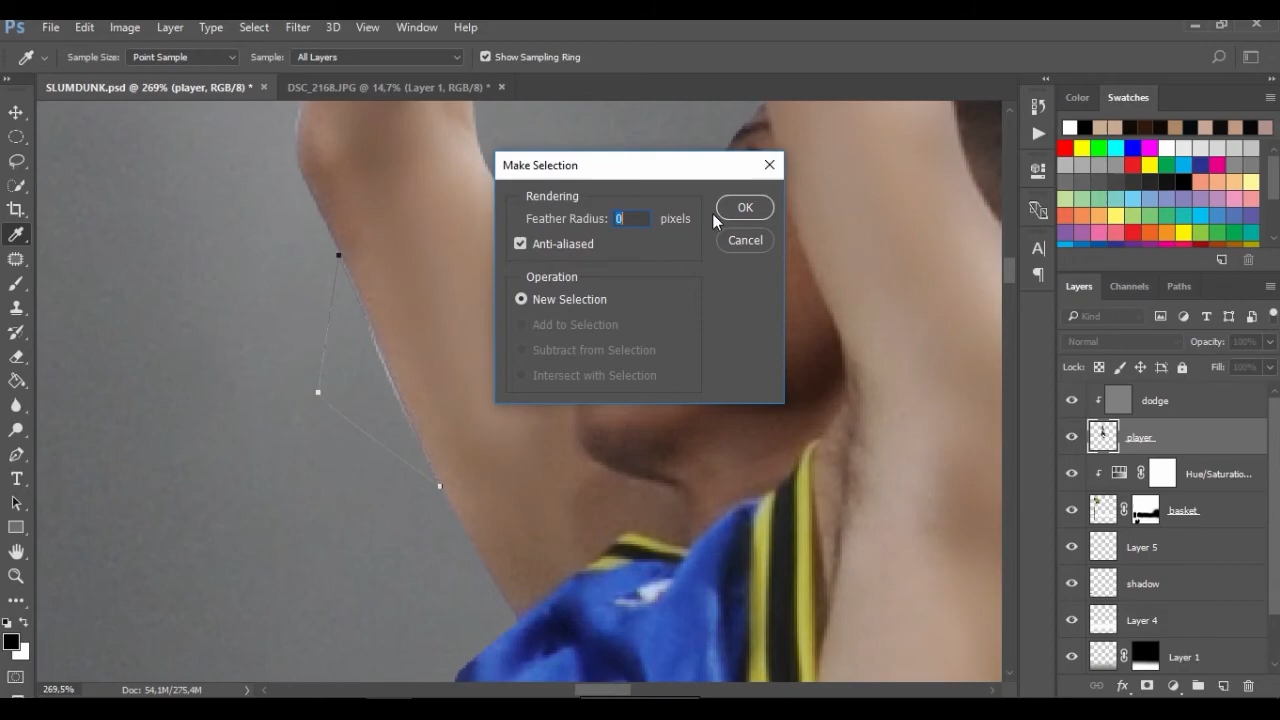 Ps File Edit Image Layer Type Select Filter 3D View Window Help
Sample Size: Point Sample Sample: All Layers Show Sampling Ring
SLUMDUNK.psd @ 269% (player, RGB/8) * × DSC_2168.JPG @ 14,7% (Layer 1, RGB/8) * ×
Color Swatches
Make Selection
Rendering
Feather Radius: 0 pixels
Anti-aliased
OK
Cancel
Operation
New Selection
Add to Selection
Subtract from Selection
Intersect with Selection
Layers Channels Paths
Kind
Normal Opacity: 100%
Lock: Fill: 100%
dodge
player
Hue/Saturatio...
basket
Layer 5
shadow
Layer 4
Layer 1
269,5% Doc: 54,1M/275,4M